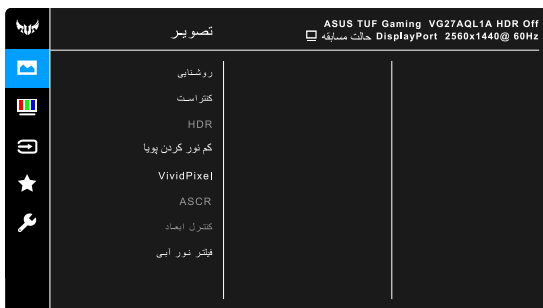 تصویر
ASUS TUF Gaming VG27AQL1A HDR Off
حالت مسابقه DisplayPort 2560x1440@ 60Hz
روشنایی
کنتراست
HDR
کم نور کردن پویا
VividPixel
ASCR
کنترل ابعاد
فیلتر نور آبی